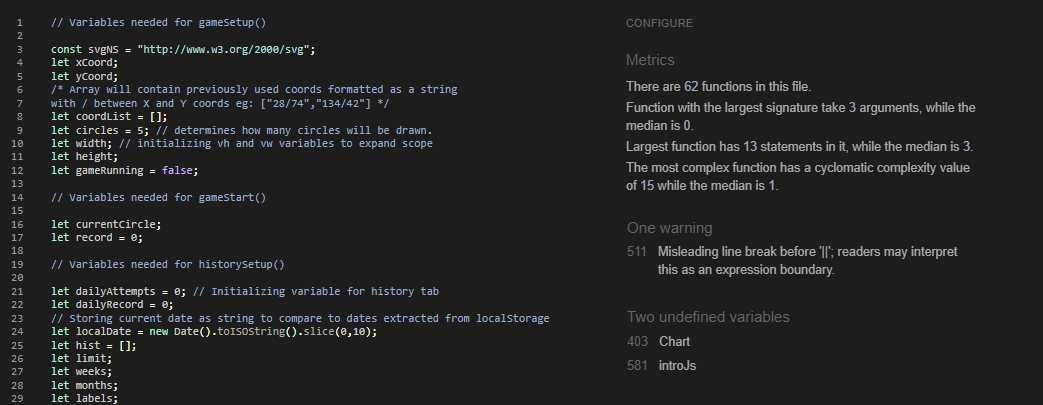 1 // Variables needed for gameSetup()
2
3 const svgNS = "http://www.w3.org/2000/svg";
4 let xCoord;
5 let yCoord;
6 /* Array will contain previously used coords formatted as a string
7 with / between X and Y coords eg: ["28/74","134/42"] */
8 let coordList = [];
9 let circles = 5; // determines how many circles will be drawn.
10 let width; // initializing vh and vw variables to expand scope
11 let height;
12 let gameRunning = false;
13
14 // Variables needed for gameStart()
15
16 let currentCircle;
17 let record = 0;
18
19 // Variables needed for historySetup()
20
21 let dailyAttempts = 0; // Initializing variable for history tab
22 let dailyRecord = 0;
23 // Storing current date as string to compare to dates extracted from localStorage
24 let localDate = new Date().toISOString().slice(0,10);
25 let hist = [];
26 let limit;
27 let weeks;
28 let months;
29 let labels;
CONFIGURE
Metrics
There are 62 functions in this file.
Function with the largest signature take 3 arguments, while the
median is 0.
Largest function has 13 statements in it, while the median is 3.
The most complex function has a cyclomatic complexity value
of 15 while the median is 1.
One warning
511 Misleading line break before '||'; readers may interpret
this as an expression boundary.
Two undefined variables
403 Chart
581 introJs